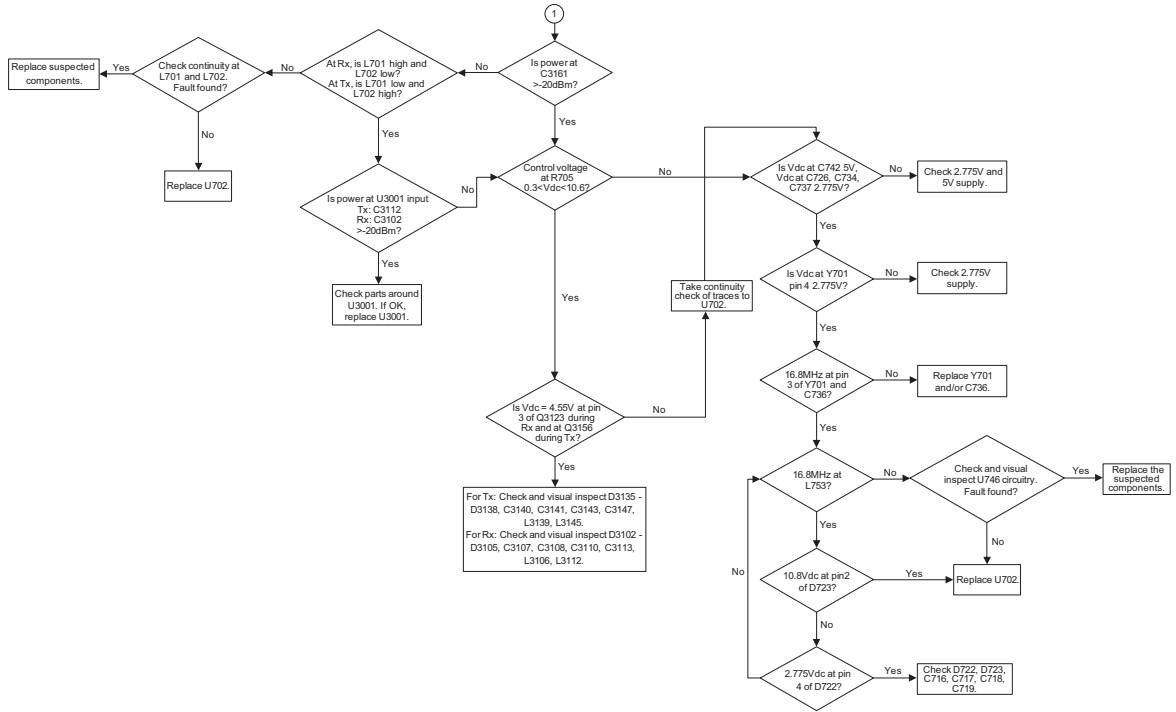 1
Is power at
C3161
>-20dBm?
No
Yes
At Rx, is L701 high and
L702 low?
At Tx, is L701 low and
L702 high?
No
Yes
Check continuity at
L701 and L702.
Fault found?
Yes
No
Replace suspected
components.
Replace U702.
Is power at U3001 input
Tx: C3112
Rx: C3102
>-20dBm?
No
Yes
Check parts around
U3001. If OK,
replace U3001.
Control voltage
at R705
0.3<Vdc<10.6?
No
Yes
Is Vdc = 4.55V at pin
3 of Q3123 during
Rx and at Q3156
during Tx?
No
Yes
For Tx: Check and visual inspect D3135 -
D3138, C3140, C3141, C3143, C3147,
L3139, L3145.
For Rx: Check and visual inspect D3102 -
D3105, C3107, C3108, C3110, C3113,
L3106, L3112.
Take continuity
check of traces to
U702.
Is Vdc at C742 5V,
Vdc at C726, C734,
C737 2.775V?
No
Check 2.775V and
5V supply.
Yes
Is Vdc at Y701
pin 4 2.775V?
No
Check 2.775V
supply.
Yes
16.8MHz at pin
3 of Y701 and
C736?
No
Replace Y701
and/or C736.
Yes
16.8MHz at
L753?
No
Check and visual
inspect U746 circuitry.
Fault found?
Yes
Replace the
suspected
components.
Yes
No
10.8Vdc at pin2
of D723?
Yes
Replace U702.
No
No
2.775Vdc at pin
4 of D722?
Yes
Check D722, D723,
C716, C717, C718,
C719.